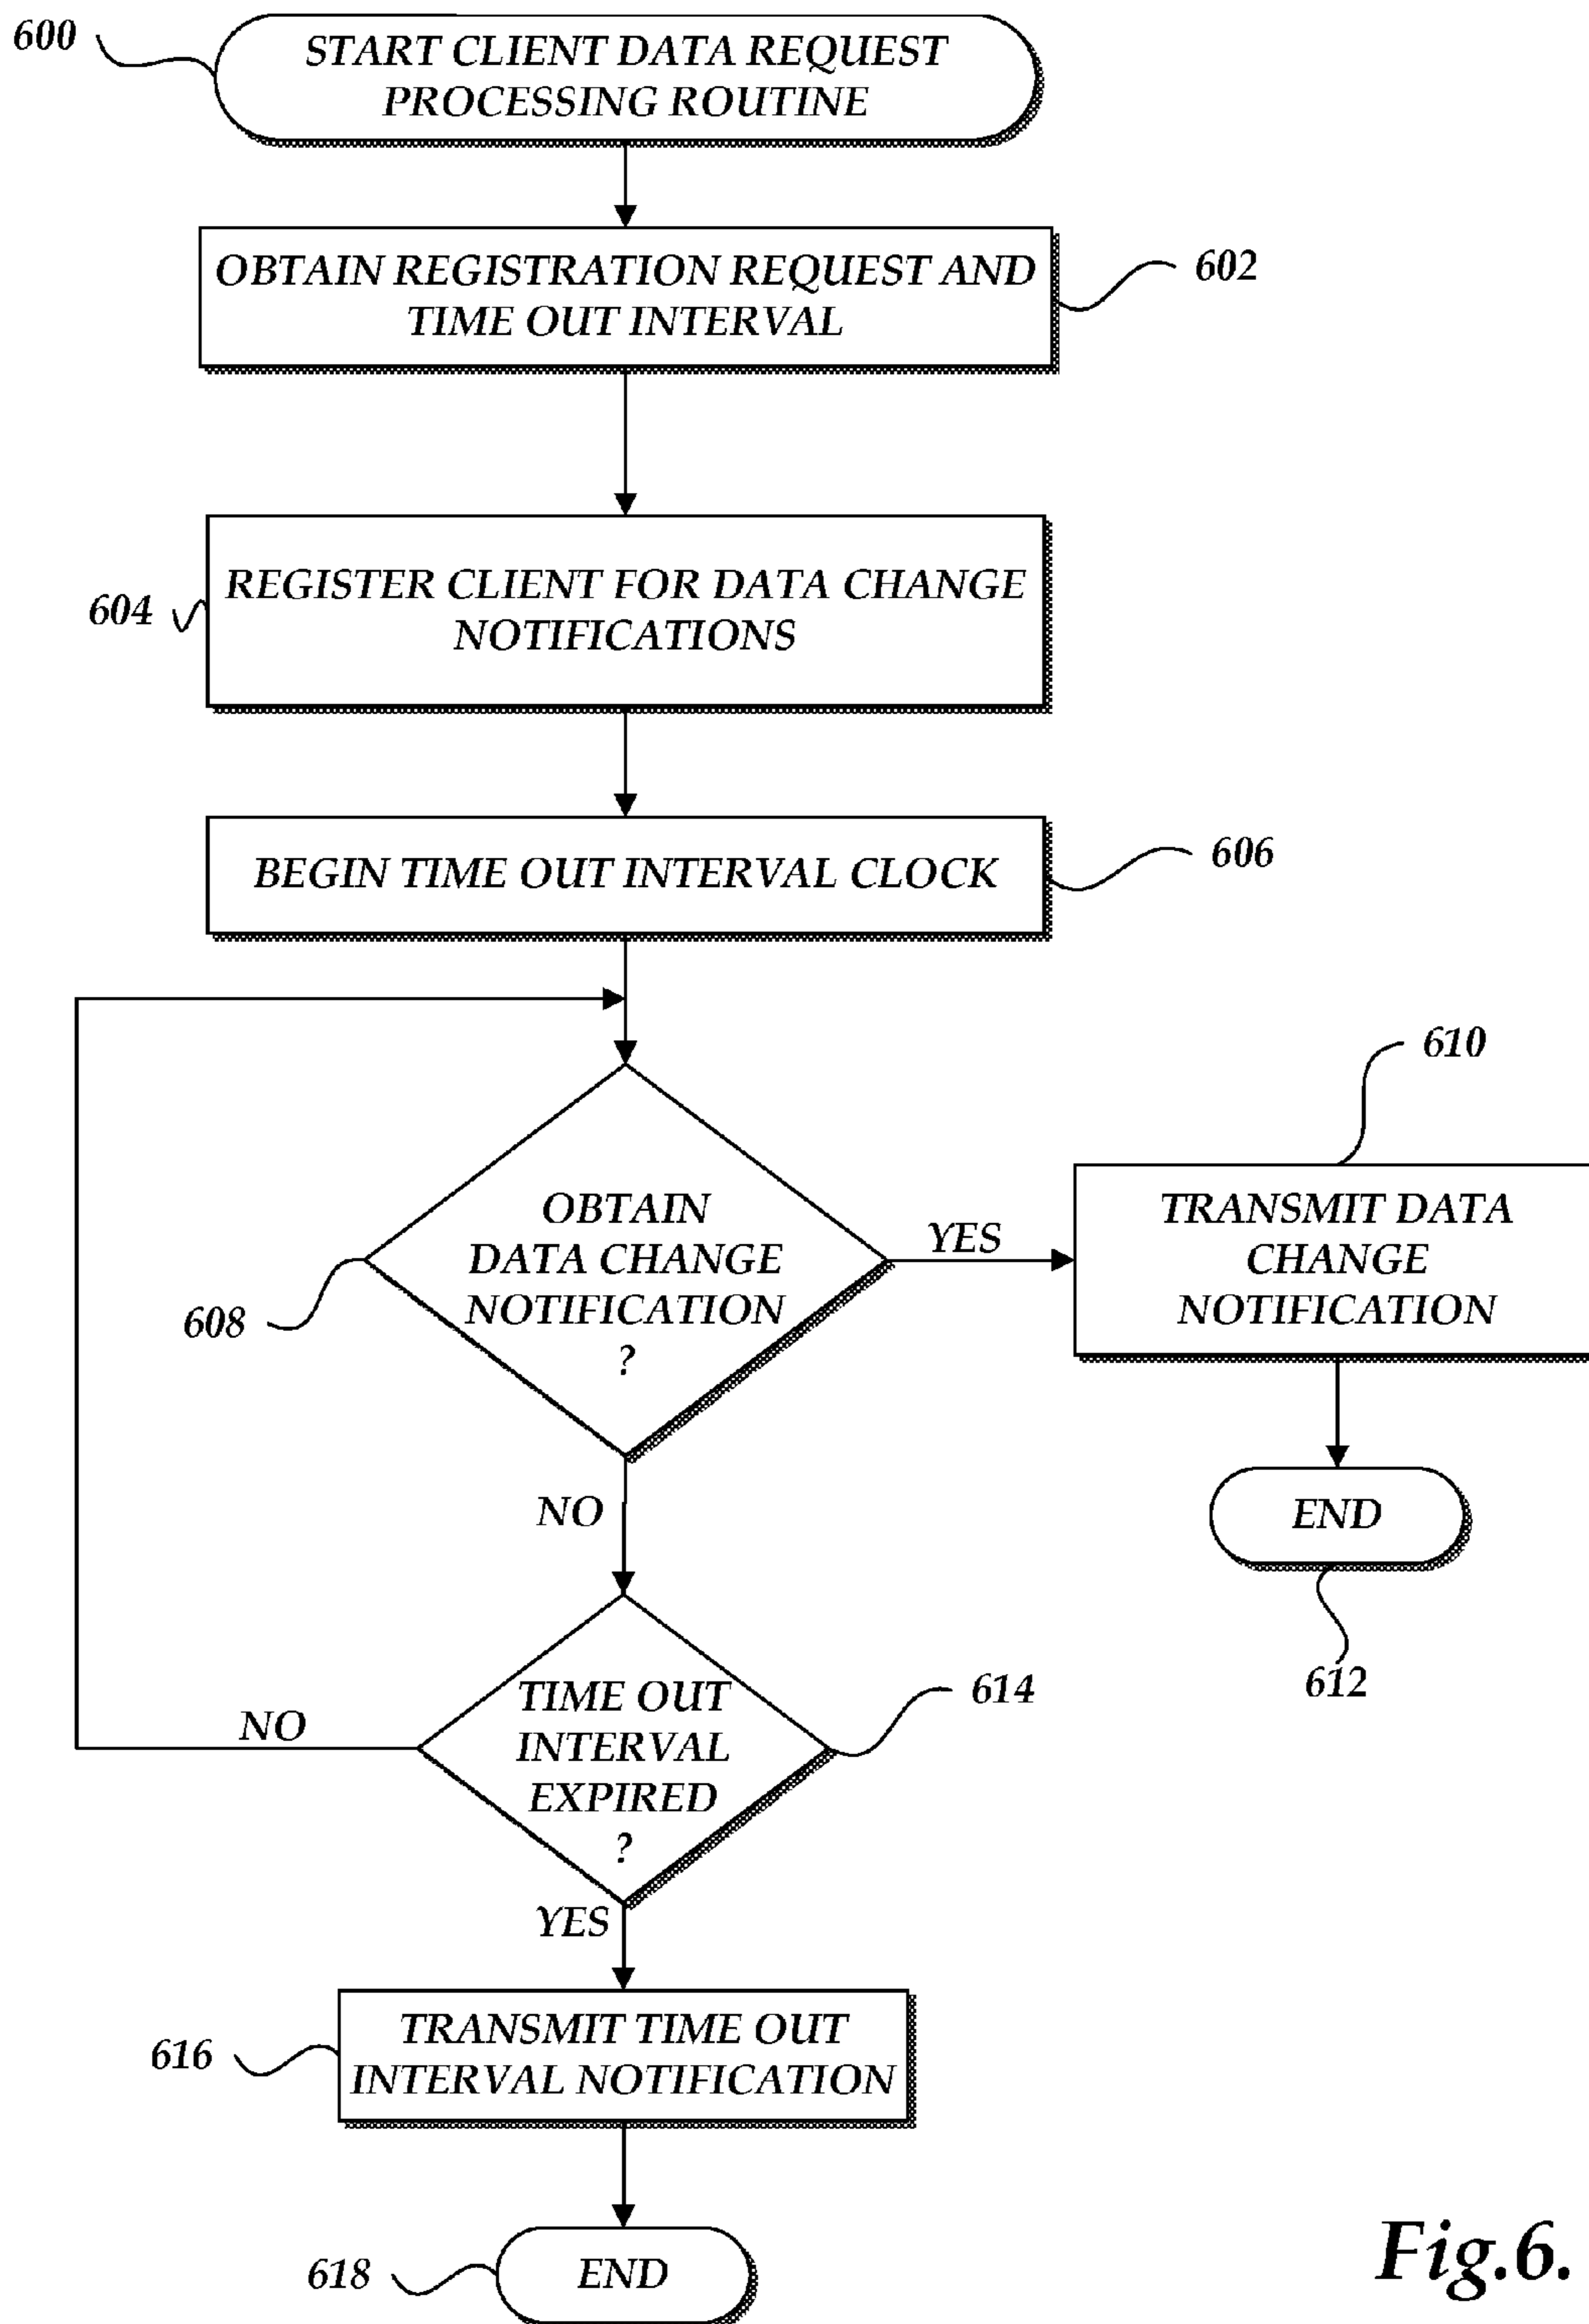 600
START CLIENT DATA REQUEST
PROCESSING ROUTINE
OBTAIN REGISTRATION REQUEST AND
TIME OUT INTERVAL
602
604
REGISTER CLIENT FOR DATA CHANGE
NOTIFICATIONS
BEGIN TIME OUT INTERVAL CLOCK
606
608
OBTAIN
DATA CHANGE
NOTIFICATION
?
YES
610
TRANSMIT DATA
CHANGE
NOTIFICATION
END
612
NO
TIME OUT
INTERVAL
EXPIRED
?
614
NO
YES
616
TRANSMIT TIME OUT
INTERVAL NOTIFICATION
618
END
Fig.6.